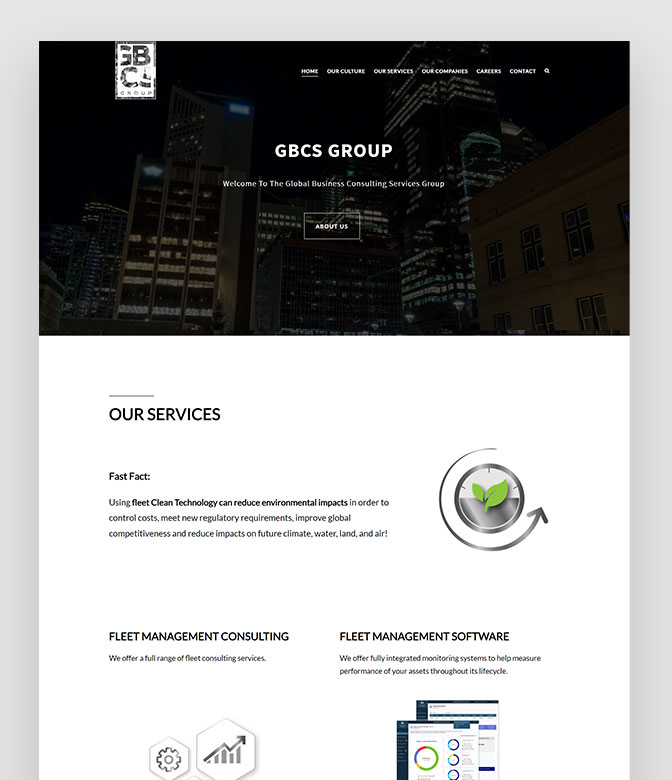 GB
CS
GROUP
HOME OUR CULTURE OUR SERVICES OUR COMPANIES CAREERS CONTACT
GBCS GROUP
Welcome To The Global Business Consulting Services Group
ABOUT US
OUR SERVICES
Fast Fact:
Using fleet Clean Technology can reduce environmental impacts in order to
control costs, meet new regulatory requirements, improve global
competitiveness and reduce impacts on future climate, water, land, and air!
FLEET MANAGEMENT CONSULTING
We offer a full range of fleet consulting services.
FLEET MANAGEMENT SOFTWARE
We offer fully integrated monitoring systems to help measure
performance of your assets throughout its lifecycle.